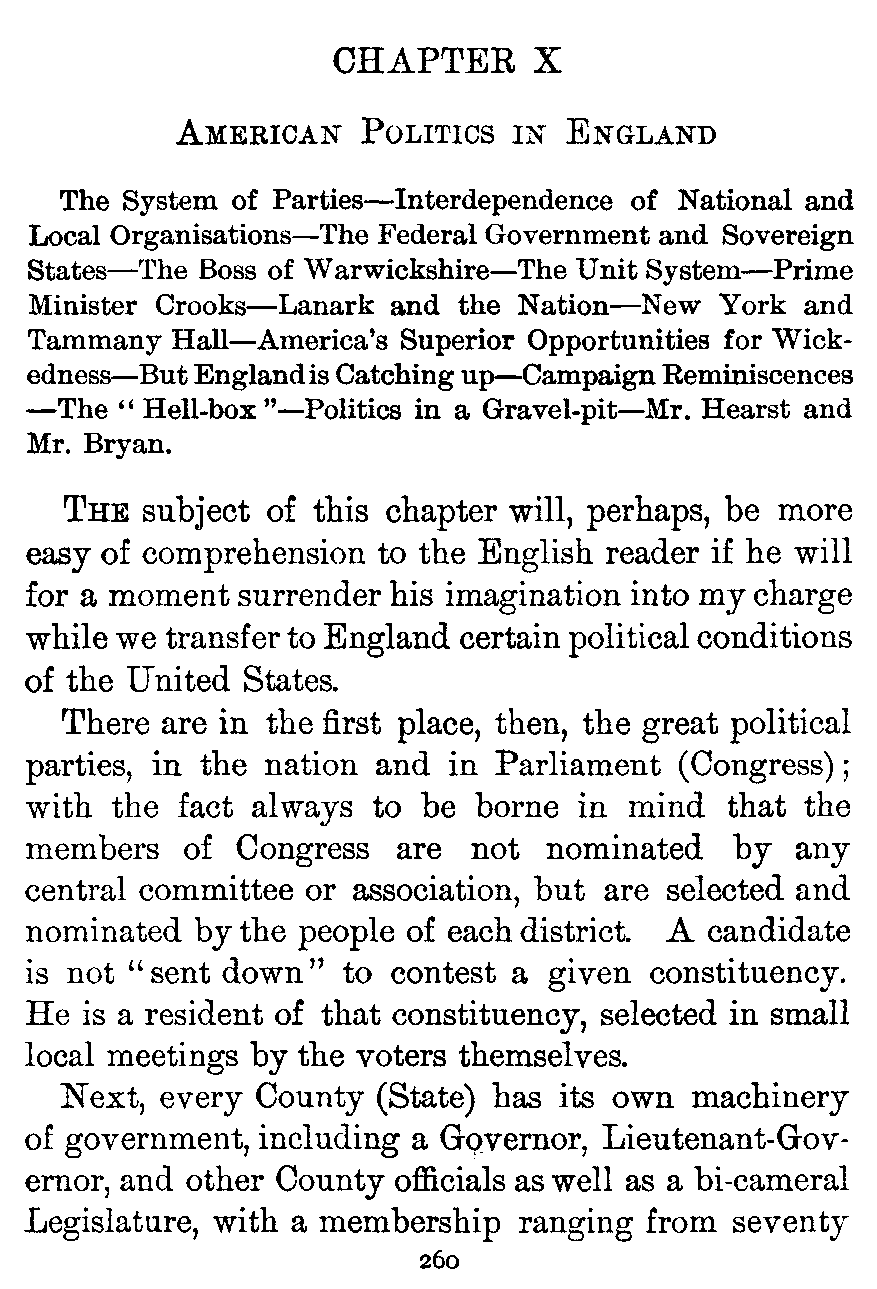 CHAPTER X
AMERICAN POLITICS IN ENGLAND
The System of Parties—Interdependence of National and
Local Organisations—The Federal Government and Sovereign
States—The Boss of Warwickshire—The Unit System—Prime
Minister Crooks—Lanark and the Nation—New York and
Tammany Hall—America's Superior Opportunities for Wick-
edness—But England is Catching up—Campaign Reminiscences
—The “ Hell-box ”—Politics in a Gravel-pit—Mr. Hearst and
Mr. Bryan.
THE subject of this chapter will, perhaps, be more
easy of comprehension to the English reader if he will
for a moment surrender his imagination into my charge
while we transfer to England certain political conditions
of the United States.
There are in the first place, then, the great political
parties, in the nation and in Parliament (Congress) ;
with the fact always to be borne in mind that the
members of Congress are not nominated by any
central committee or association, but are selected and
nominated by the people of each district. A candidate
is not “ sent down ” to contest a given constituency.
He is a resident of that constituency, selected in small
local meetings by the voters themselves.
Next, every County (State) has its own machinery
of government, including a Governor, Lieutenant-Gov-
ernor, and other County officials as well as a bi-cameral
Legislature, with a membership ranging from seventy
260